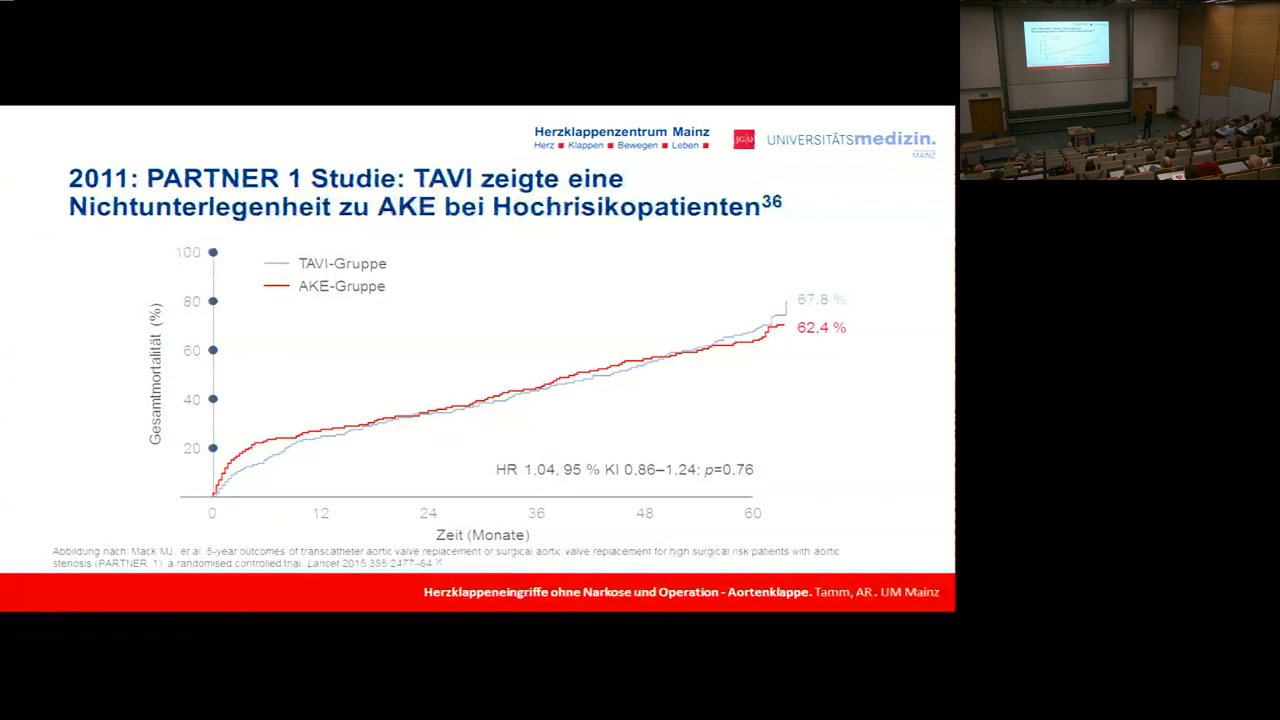 Herzklappenzentrum Mainz
Herz ■ Klappen ■ Bewegen ■ Leben ■
JG|U
UNIVERSITÄTSmedizin.
MAINZ
2011: PARTNER 1 Studie: TAVI zeigte eine
Nichtunterlegenheit zu AKE bei Hochrisikopatienten36
100
80
60
40
20
Gesamtmortalität (%)
TAVI-Gruppe
AKE-Gruppe
67.8 %
62,4 %
HR 1,04, 95 % KI 0,86–1,24: p=0,76
0 12 24 36 48 60
Zeit (Monate)
Abbildung nach: Mack MJ, et al. 5-year outcomes of transcatheter aortic valve replacement or surgical aortic valve replacement for high surgical risk patients with aortic
stenosis (PARTNER 1): a randomised controlled trial. Lancet 2015;385:2477–84.
Herzklappeneingriffe ohne Narkose und Operation - Aortenklappe. Tamm, AR. UM Mainz